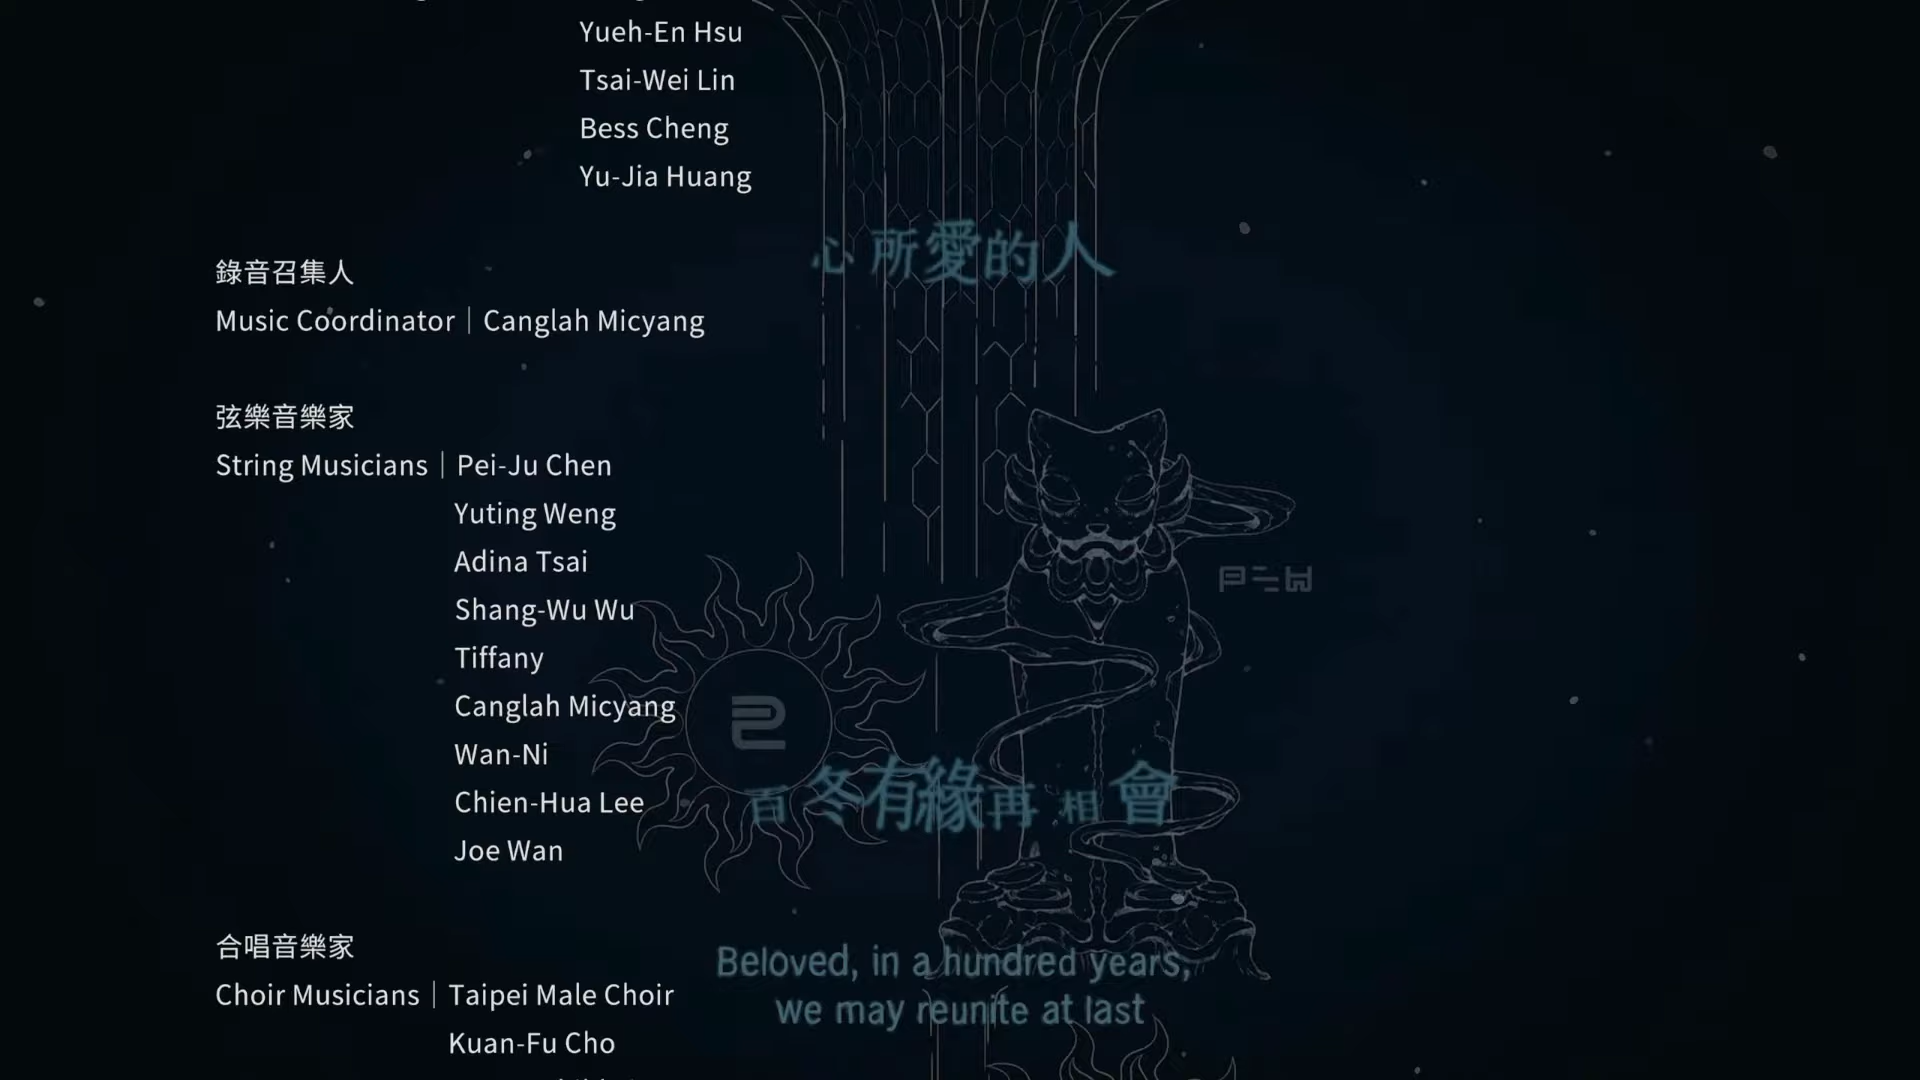 Yueh-En Hsu
Tsai-Wei Lin
Bess Cheng
Yu-Jia Huang
錄音召集人
Music Coordinator｜Canglah Micyang
弦樂音樂家
String Musicians｜Pei-Ju Chen
Yuting Weng
Adina Tsai
Shang-Wu Wu
Tiffany
Canglah Micyang
Wan-Ni
Chien-Hua Lee
Joe Wan
合唱音樂家
Choir Musicians｜Taipei Male Choir
Kuan-Fu Cho
心所愛的人
2
百冬有緣再相會
Beloved, in a hundred years,
we may reunite at last